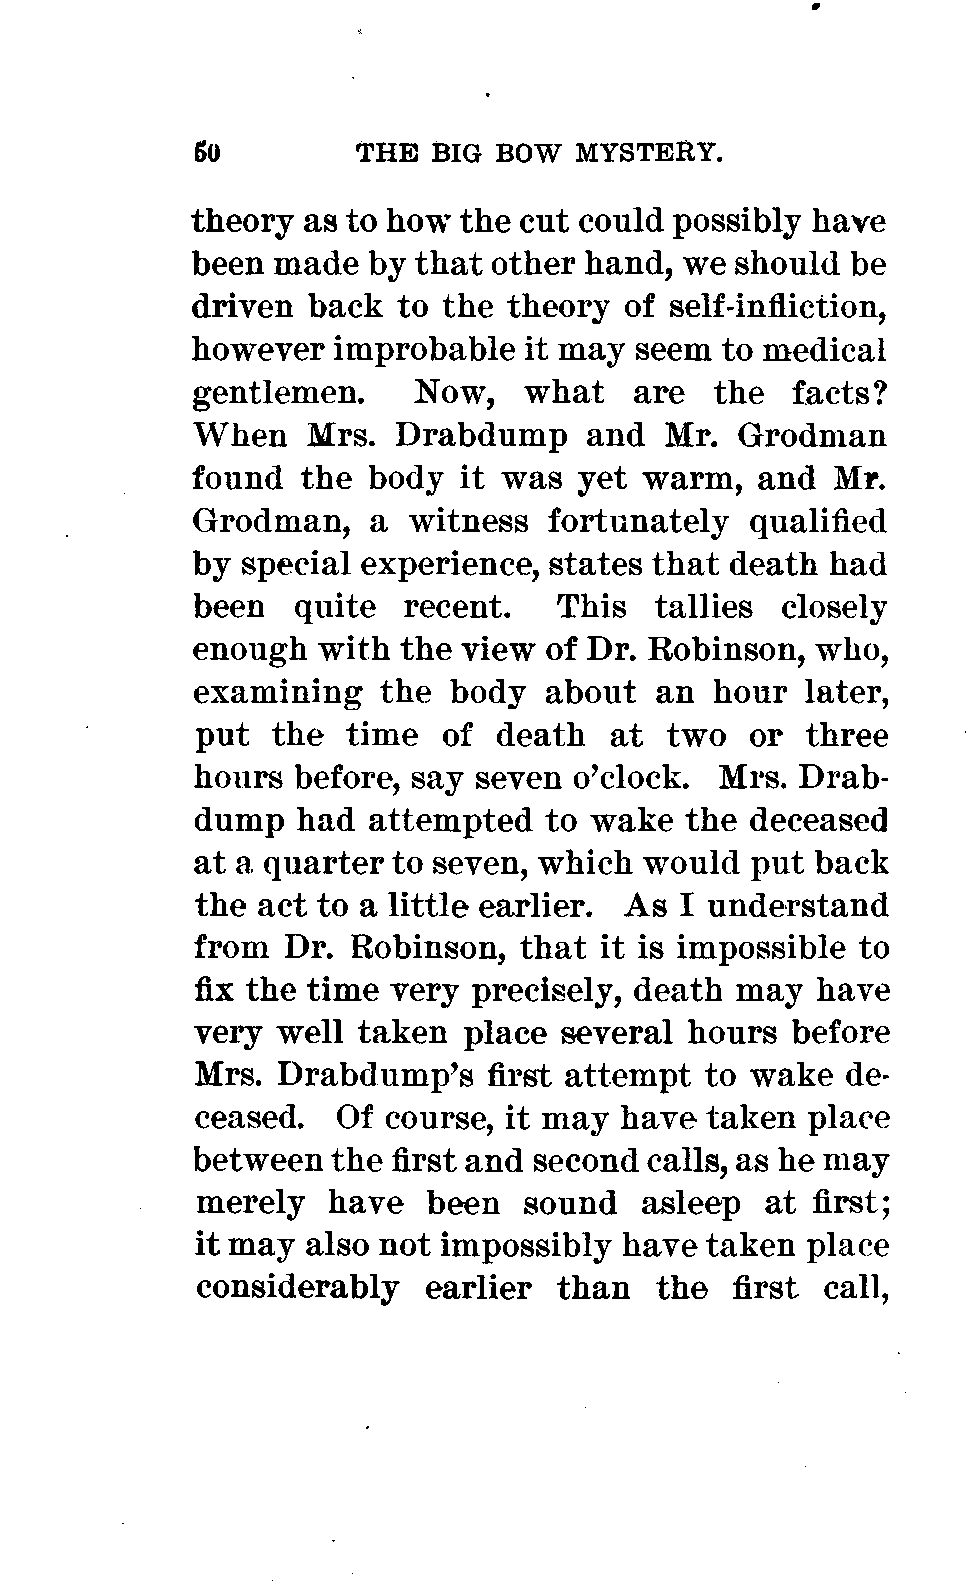 50 THE BIG BOW MYSTERY.
theory as to how the cut could possibly have
been made by that other hand, we should be
driven back to the theory of self-infliction,
however improbable it may seem to medical
gentlemen. Now, what are the facts?
When Mrs. Drabdump and Mr. Grodman
found the body it was yet warm, and Mr.
Grodman, a witness fortunately qualified
by special experience, states that death had
been quite recent. This tallies closely
enough with the view of Dr. Robinson, who,
examining the body about an hour later,
put the time of death at two or three
hours before, say seven o'clock. Mrs. Drab-
dump had attempted to wake the deceased
at a quarter to seven, which would put back
the act to a little earlier. As I understand
from Dr. Robinson, that it is impossible to
fix the time very precisely, death may have
very well taken place several hours before
Mrs. Drabdump's first attempt to wake de-
ceased. Of course, it may have taken place
between the first and second calls, as he may
merely have been sound asleep at first;
it may also not impossibly have taken place
considerably earlier than the first call,